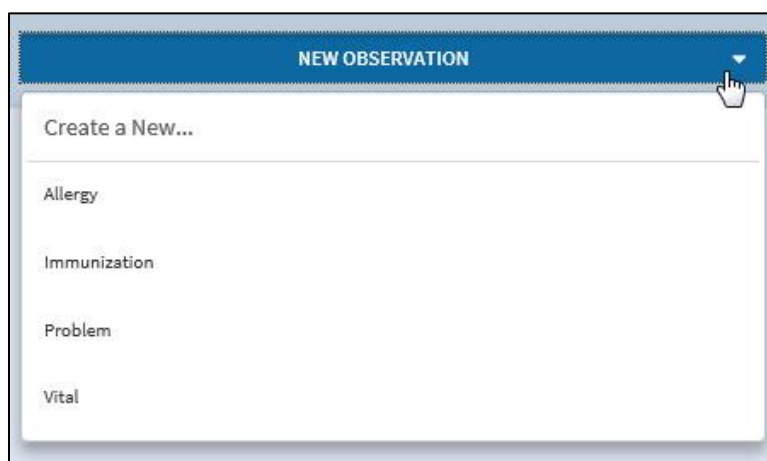 NEW OBSERVATION
Create a New...
Allergy
Immunization
Problem
Vital